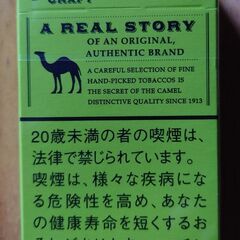 CRAFT
A REAL STORY
OF AN ORIGINAL,
AUTHENTIC BRAND
A CAREFUL SELECTION OF FINE
HAND-PICKED TOBACCOS IS
THE SECRET OF THE CAMEL
DISTINCTIVE QUALITY SINCE 1913
20歳未満の者の喫煙は、
法律で禁じられています。
喫煙は、様々な疾病にな
る危険性を高め、あなた
の健康寿命を短くするお